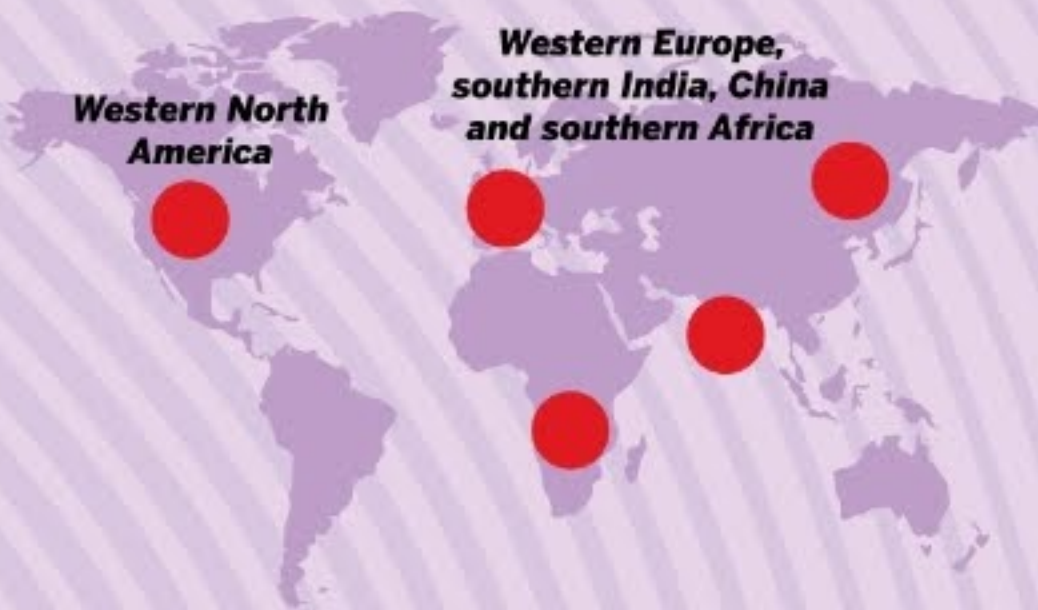 Western North
America
Western Europe,
southern India, China
and southern Africa